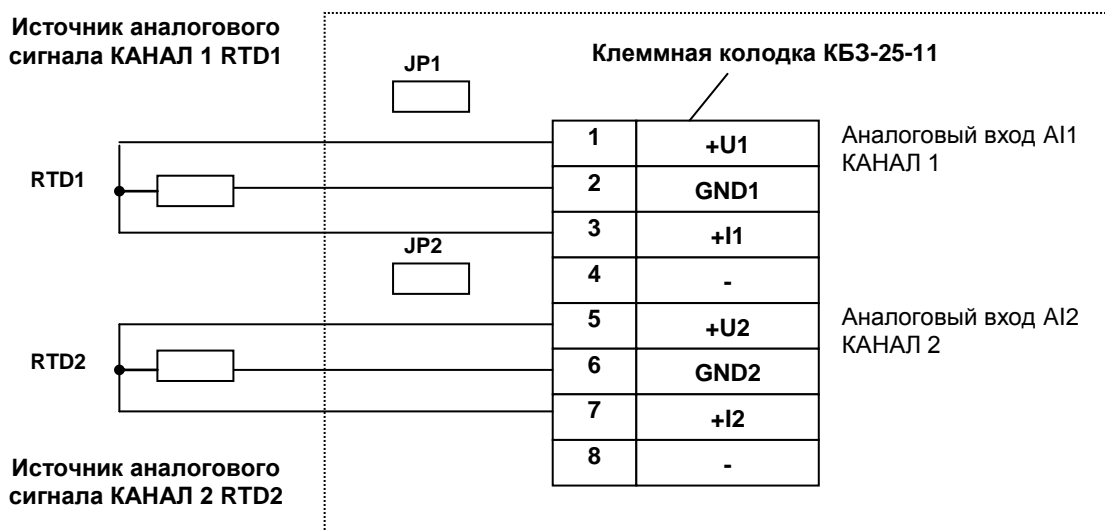 Источник аналогового
сигнала КАНАЛ 1 RTD1
JP1
Клеммная колодка КБЗ-25-11
1 +U1
Аналоговый вход AI1
КАНАЛ 1
RTD1
2 GND1
3 +I1
JP2
4 -
5 +U2
Аналоговый вход AI2
КАНАЛ 2
RTD2
6 GND2
7 +I2
8 -
Источник аналогового
сигнала КАНАЛ 2 RTD2